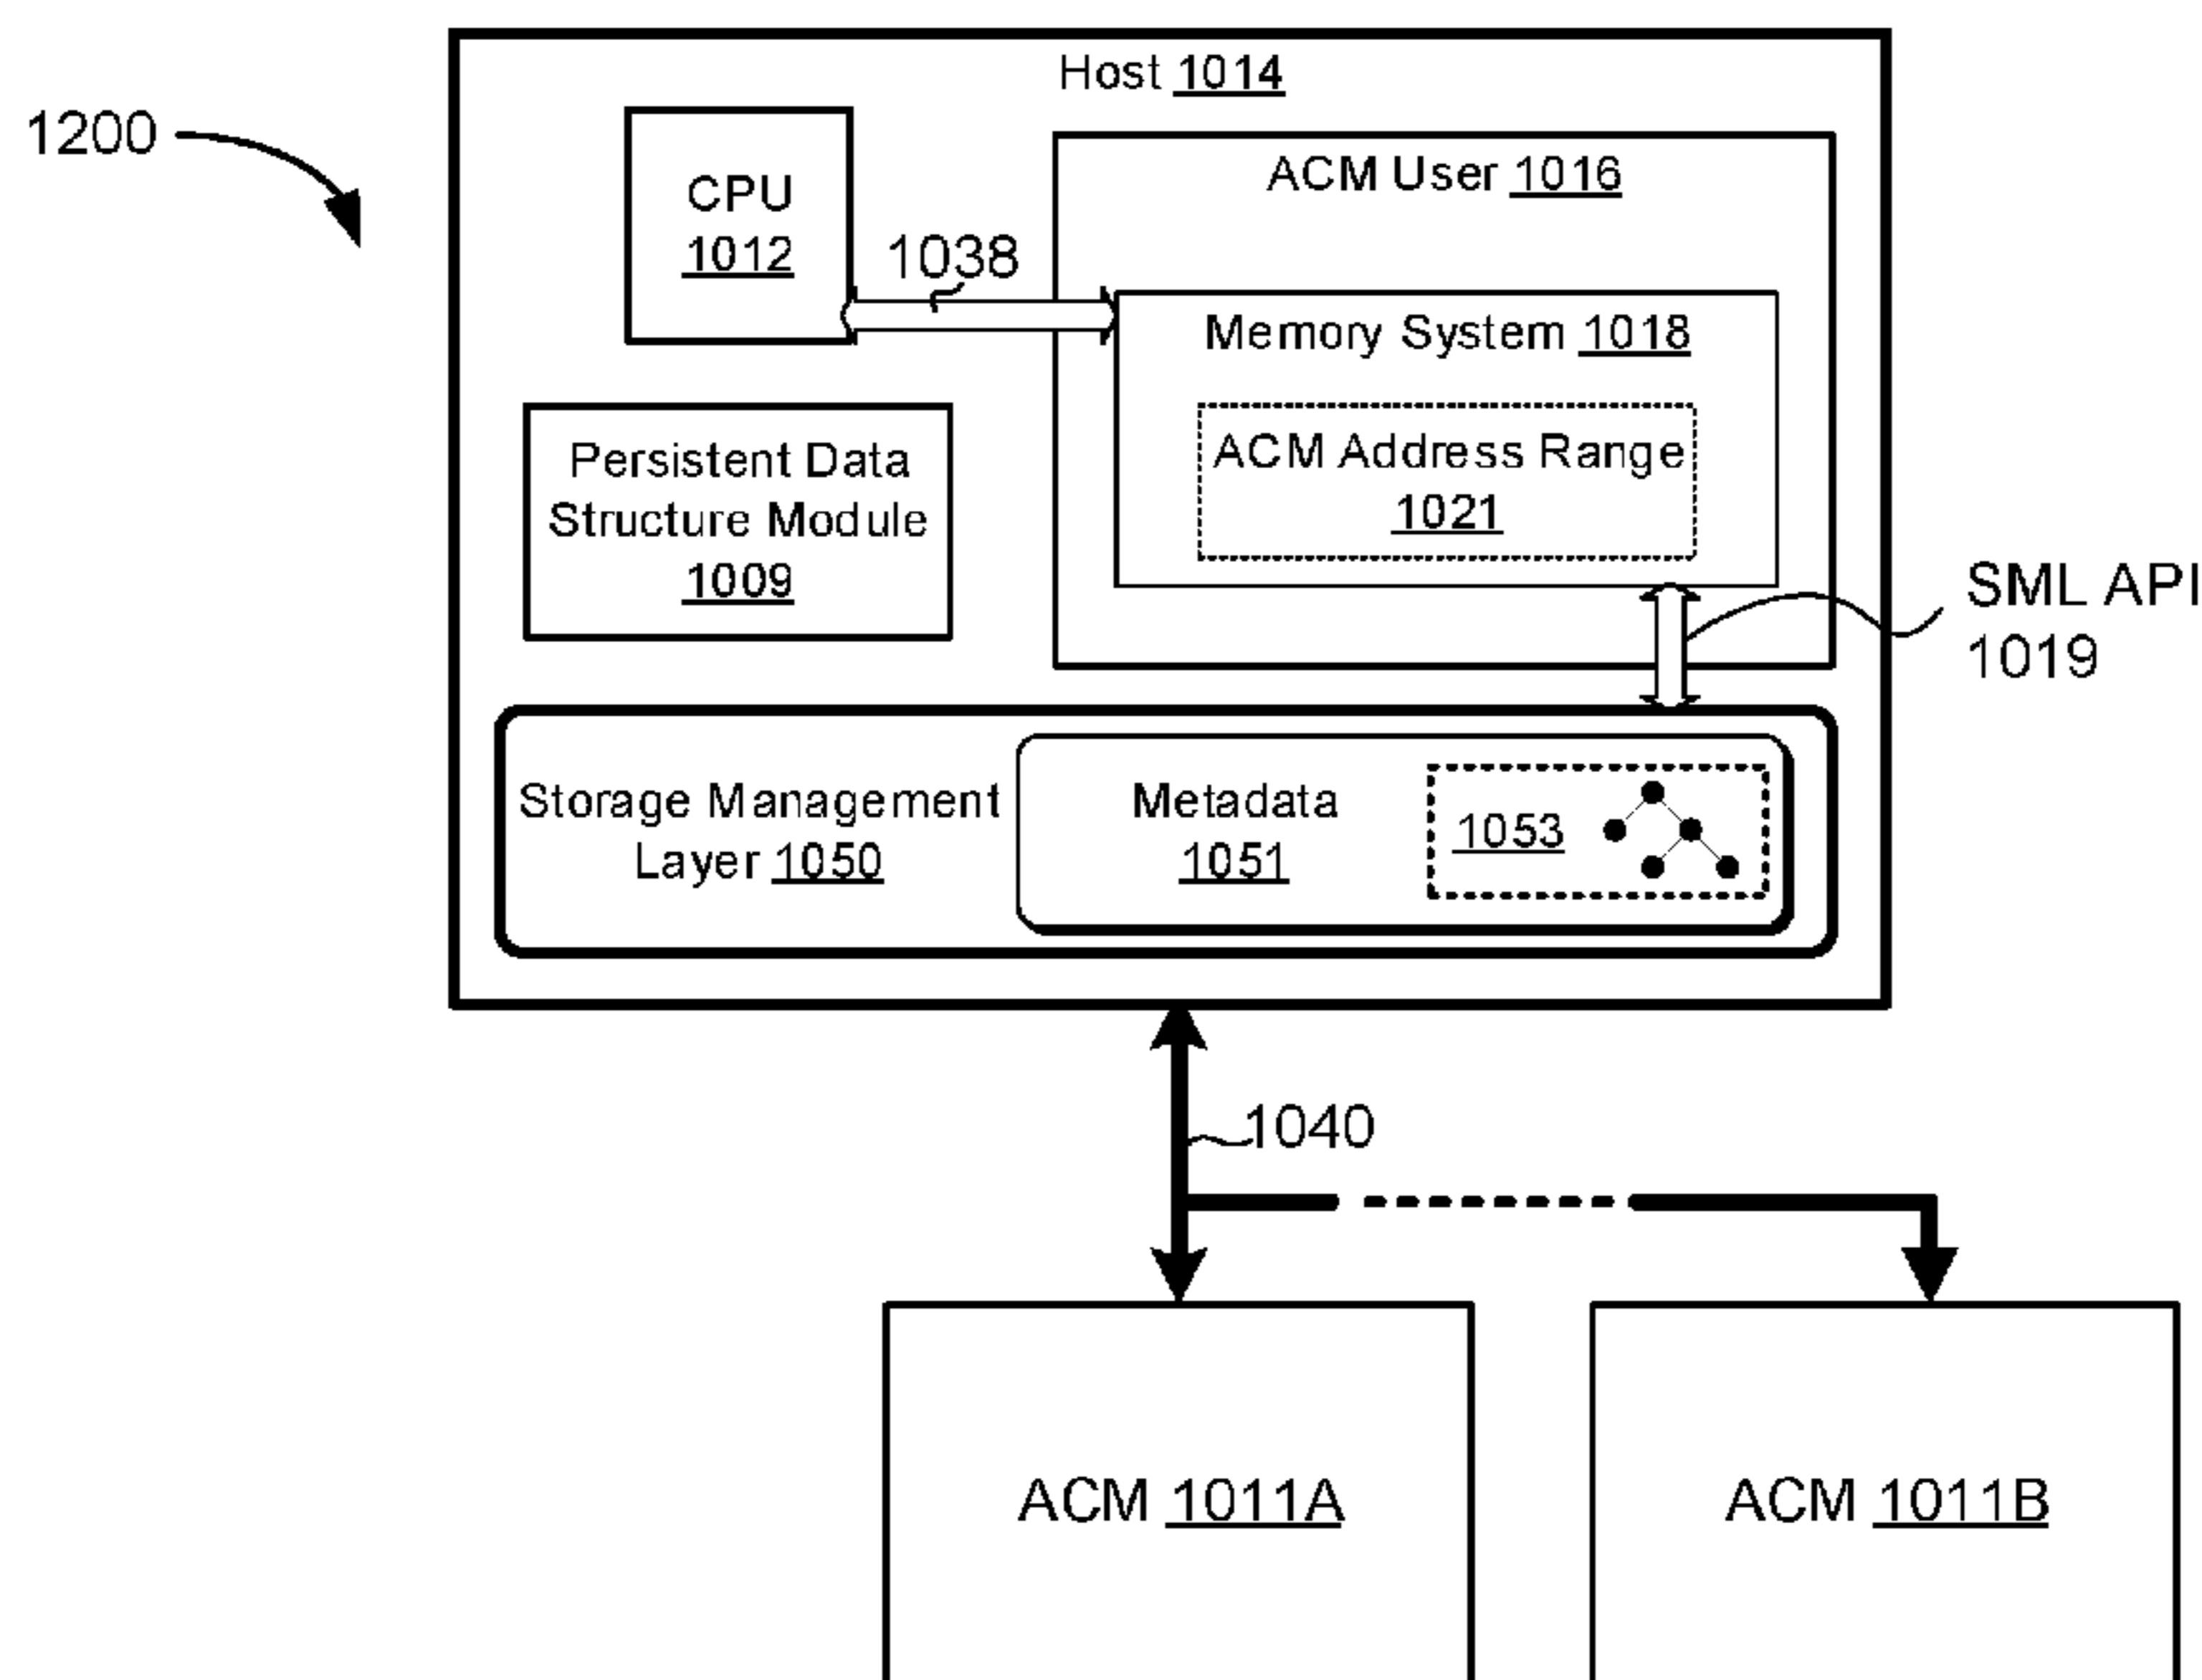 Host 1014
1200
CPU
1012
ACM User 1016
1038
Memory System 1018
ACM Address Range
1021
Persistent Data
Structure Module
1009
SML API
1019
Storage Management
Layer 1050
Metadata
1051
1053
1040
ACM 1011A
ACM 1011B